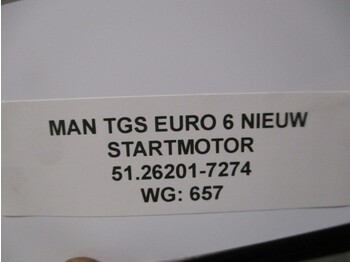 MAN TGS EURO 6 NIEUW
STARTMOTOR
51.26201-7274
WG: 657